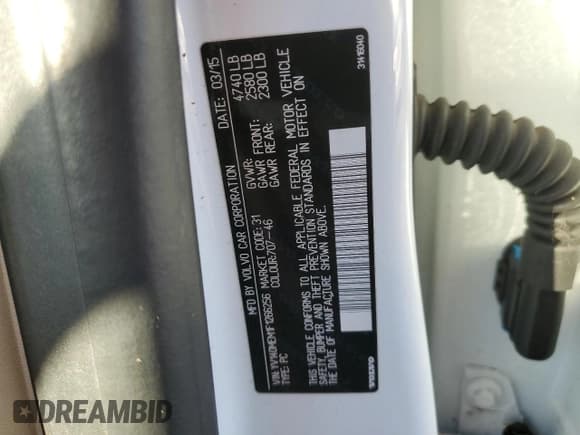 MFD BY VOLVO CAR CORPORATION DATE: 03/15
GVWR: 4740 LB
GAWR FRONT: 2580 LB
GAWR REAR: 2300 LB
MARKET CODE: 31
TYPE: PC COLOUR: 707-46
THIS VEHICLE CONFORMS TO ALL APPLICABLE FEDERAL MOTOR VEHICLE
SAFETY, BUMPER AND THEFT PREVENTION STANDARDS IN EFFECT ON
THE DATE OF MANUFACTURE SHOWN ABOVE.
VOLVO
31416040
DREAMBID